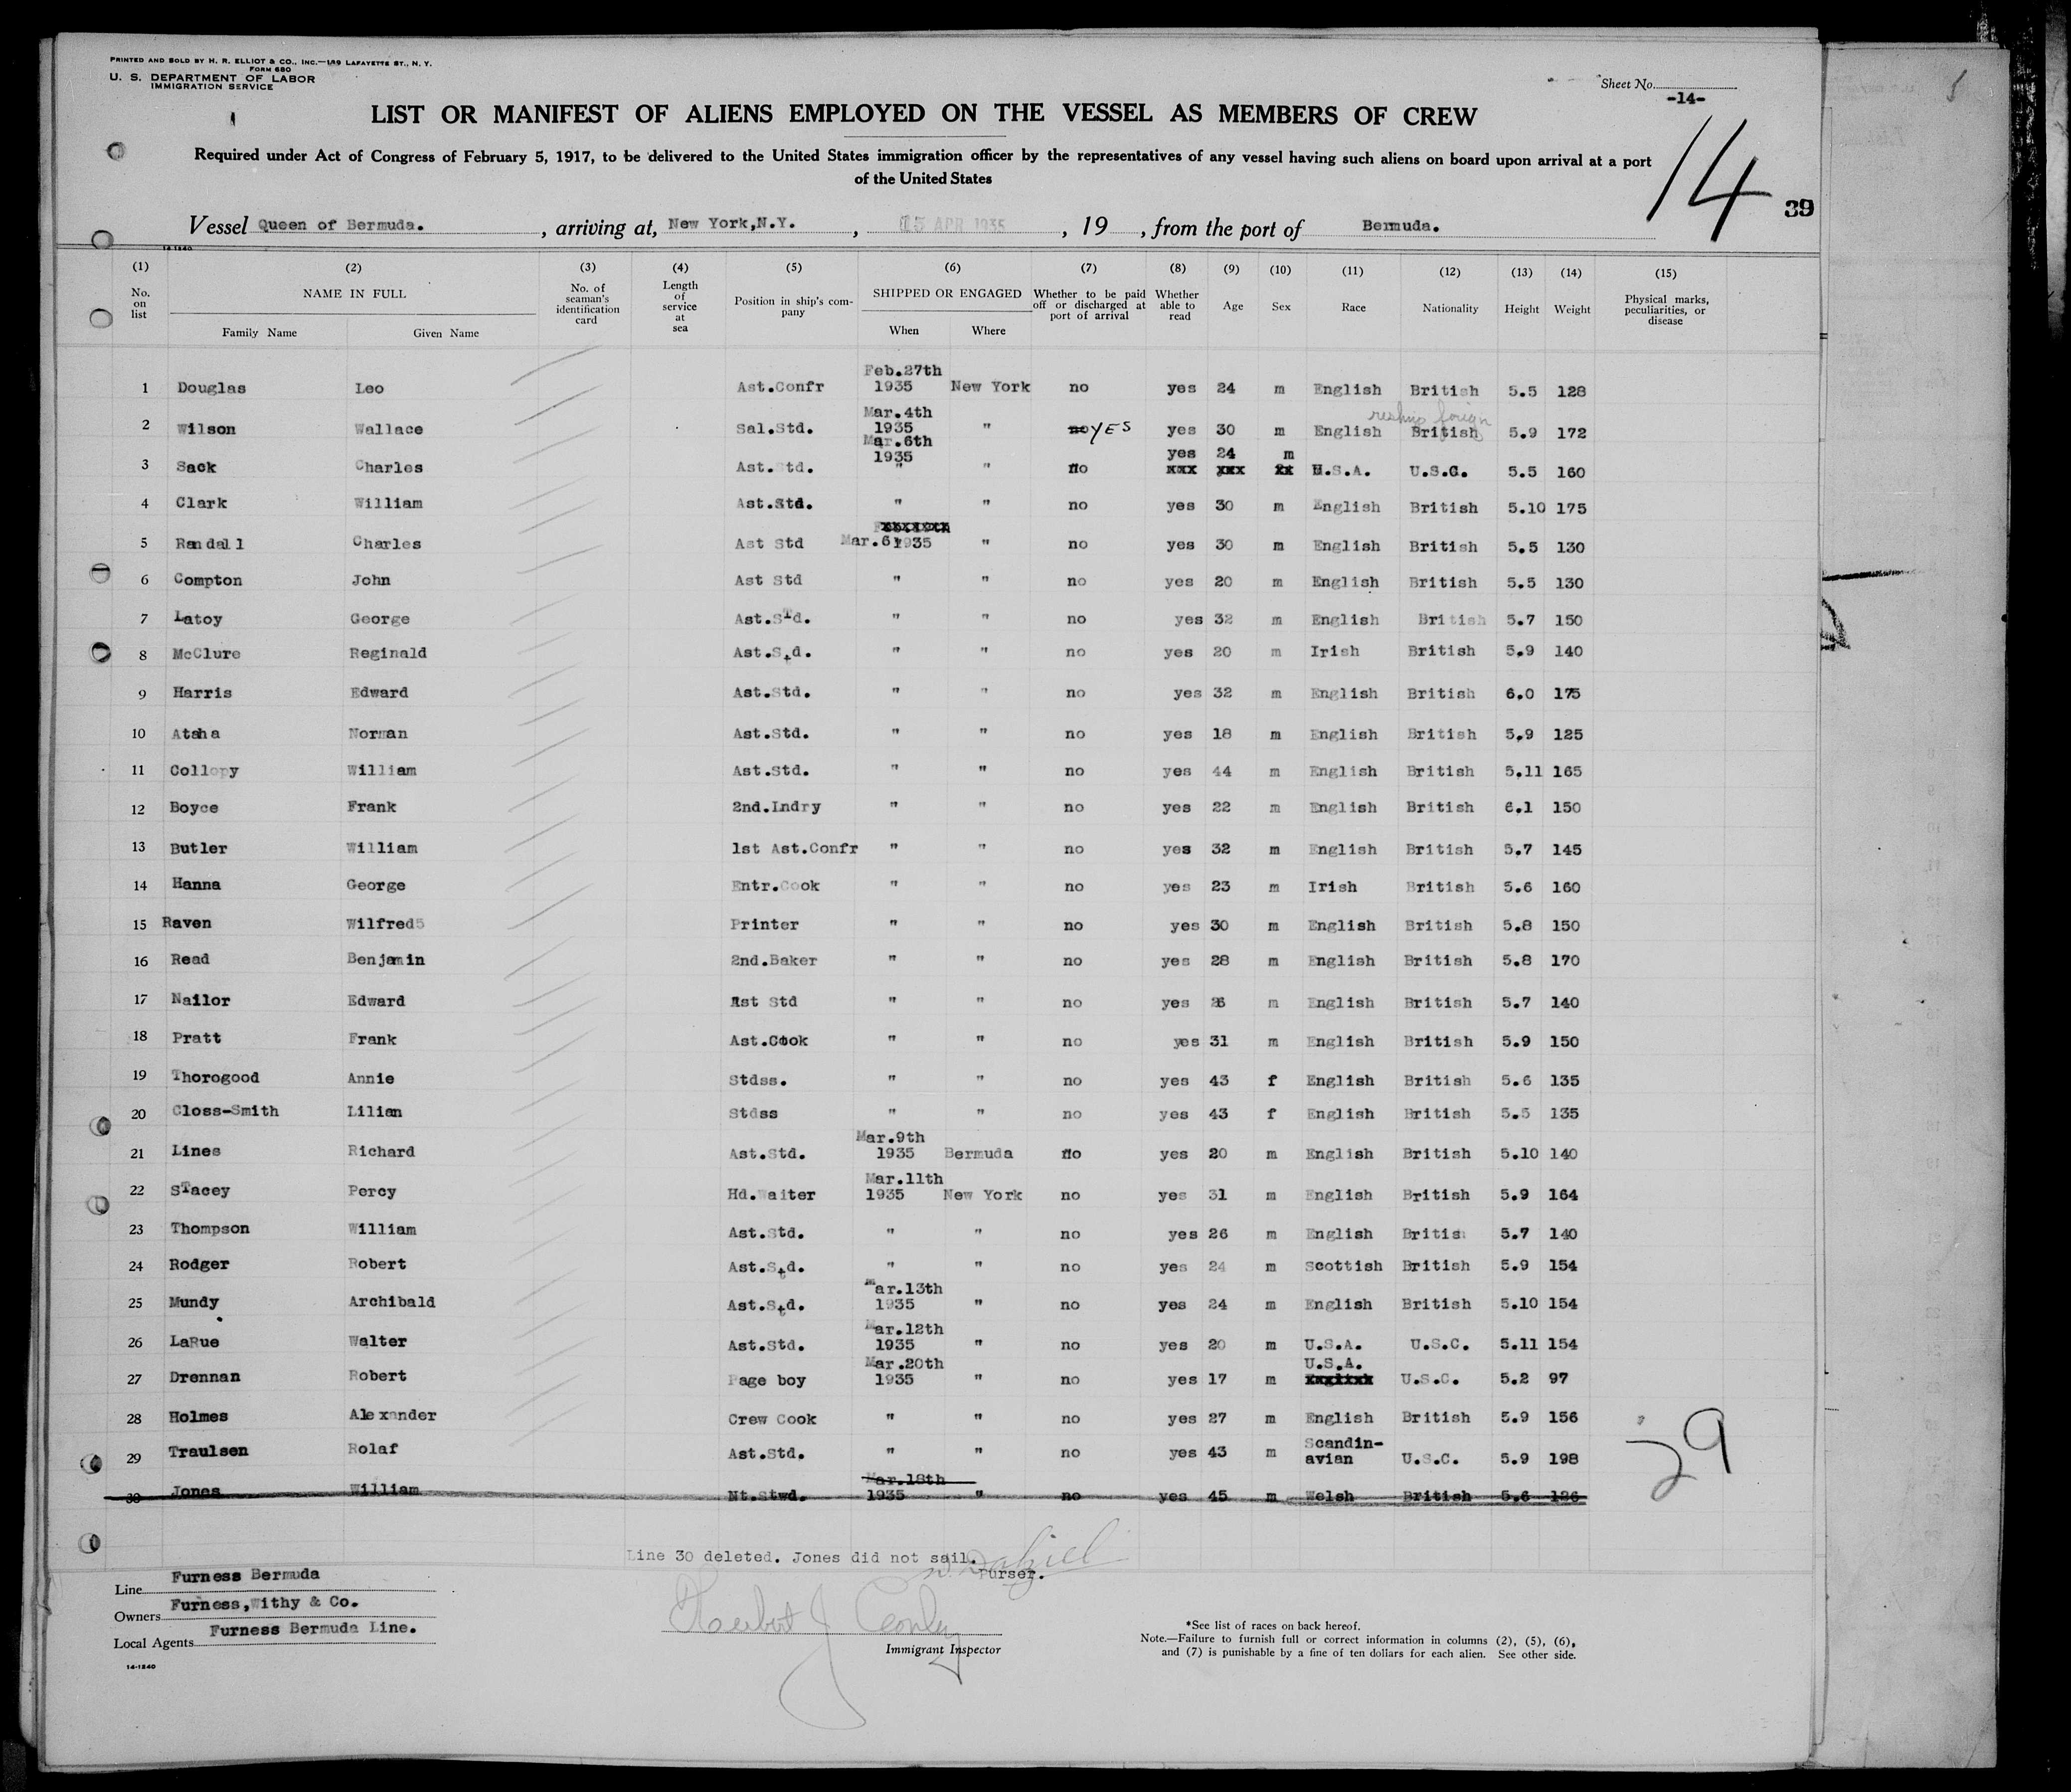 PRINTED AND SOLD BY H. R. ELLIOT & CO., INC.—189 LAFAYETTE ST., N. Y.
FORM 680
U. S. DEPARTMENT OF LABOR
IMMIGRATION SERVICE
Sheet No.
-14-
LIST OR MANIFEST OF ALIENS EMPLOYED ON THE VESSEL AS MEMBERS OF CREW
Required under Act of Congress of February 5, 1917, to be delivered to the United States immigration officer by the representatives of any vessel having such aliens on board upon arrival at a port
of the United States
14
39
Vessel Queen of Bermuda. , arriving at, New York,N.Y. , 15 APR 1935 , 19 , from the port of Bermuda.
14-1240
(1) (2) (3) (4) (5) (6) (7) (8) (9) (10) (11) (12) (13) (14) (15)
No. on list NAME IN FULL Family Name Given Name No. of seaman's identification card Length of service at sea Position in ship's company SHIPPED OR ENGAGED When Where Whether to be paid off or discharged at port of arrival Whether able to read Age Sex Race Nationality Height Weight Physical marks, peculiarities, or disease
1 Douglas Leo Ast.Confr Feb.27th 1935 New York no yes 24 m English British 5.5 128
reship foreign
2 Wilson Wallace Sal.Std. Mar.4th 1935 " no YES yes 30 m English British 5.9 172
3 Sack Charles Ast.Std. Mar.6th 1935 " " no yes 24 m xxx xxx U.S.A. U.S.C. 5.5 160
4 Clark William Ast.Std. " " no yes 30 m English British 5.10 175
5 Randall Charles Ast Std Mar.6,1935 " no yes 30 m English British 5.5 130
6 Compton John Ast Std " " no yes 20 m English British 5.5 130
7 Latoy George Ast.STd. " " no yes 32 m English British 5.7 150
8 McClure Reginald Ast.Std. " " no yes 20 m Irish British 5.9 140
9 Harris Edward Ast.Std. " " no yes 32 m English British 6.0 175
10 Norman Ast.Std. " " no yes 18 m English British 5.9 125
11 Collopy William Ast.Std. " " no yes 44 m English British 5.11 165
12 Boyce Frank 2nd.Lndry " " no yes 22 m English British 6.1 150
13 Butler William 1st Ast.Confr " " no yes 32 m English British 5.7 145
14 Hanna George Entr.Cook " " no yes 23 m Irish British 5.6 160
15 Raven Wilfred Printer " " no yes 30 m English British 5.8 150
16 Read Benjamin 2nd.Baker " " no yes 28 m English British 5.8 170
17 Nailor Edward Ast Std " " no yes m English British 5.7 140
18 Pratt Frank Ast.Cook " " no yes 31 m English British 5.9 150
19 Thorogood Annie Stdss. " " no yes 43 f English British 5.6 135
20 Closs-Smith Lilian Stdss " " no yes 43 f English British 5.5 135
21 Lines Richard Ast.Std. Mar.9th 1935 Bermuda no yes 20 m English British 5.10 140
22 STacey Percy Hd.Waiter Mar.11th 1935 New York no yes 31 m English British 5.9 164
23 Thompson William Ast.Std. " " no yes 26 m English British 5.7 140
24 Rodger Robert Ast.Std. " " no yes 24 m Scottish British 5.9 154
25 Mundy Archibald Ast.Std. Mar.13th 1935 " no yes 24 m English British 5.10 154
26 LaRue Walter Ast.Std. Mar.12th 1935 " no yes 20 m U.S.A. U.S.C. 5.11 154
27 Drennan Robert Page boy Mar.20th 1935 " no yes 17 m U.S.A. U.S.C. 5.2 97
28 Holmes Alexander Crew Cook " " no yes 27 m English British 5.9 156
29 Traulsen Rolaf Ast.Std. " " no yes 43 m Scandin-avian U.S.C. 5.9 198
29
30 Jones William Nt.Stwd. Mar.18th 1935 " no yes 45 m Welsh British 5.6 126
Line 30 deleted. Jones did not sail.
Purser.
Line Furness Bermuda
Owners Furness,Withy & Co.
Local Agents Furness Bermuda Line.
14-1240
Immigrant Inspector
*See list of races on back hereof.
Note.—Failure to furnish full or correct information in columns (2), (5), (6),
and (7) is punishable by a fine of ten dollars for each alien. See other side.